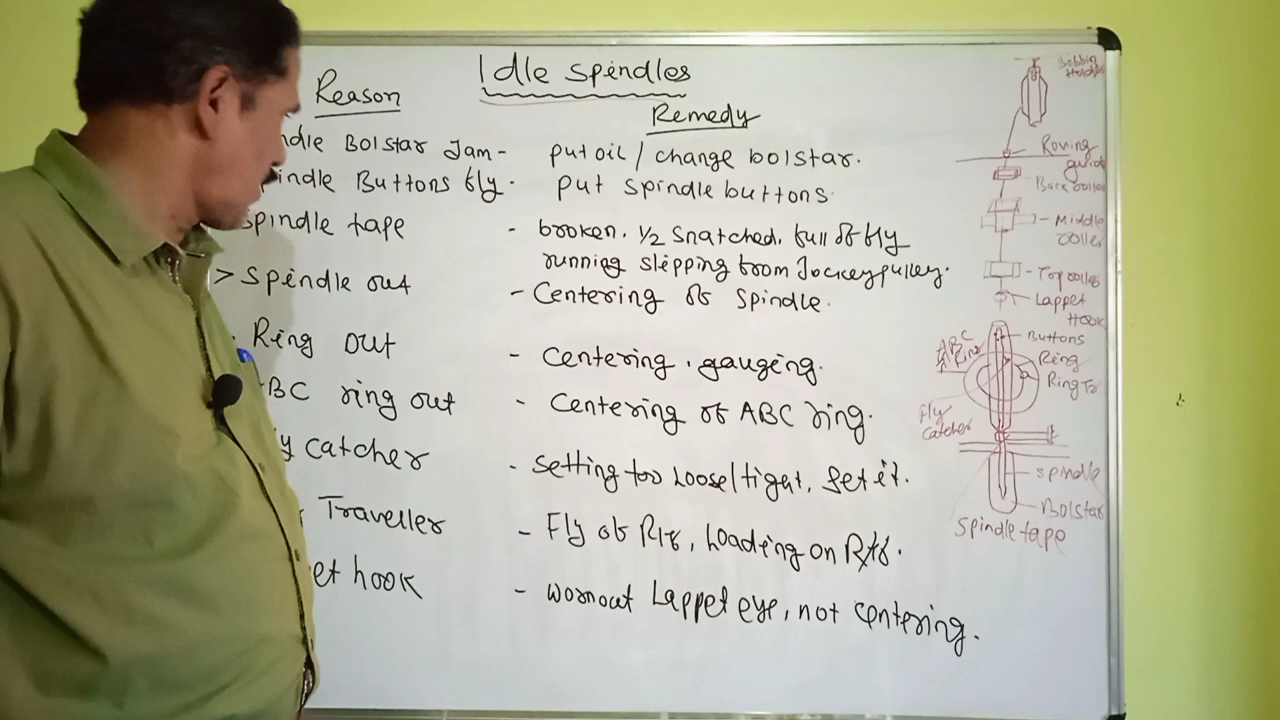 Idle spindles
Reason
Remedy
ndle Bolstar Jam- put oil / change bolstar.
indle Buttons fly. put spindle buttons.
spindle tape - broken. 1/2 snatched. full of fly
running slipping from Jockey pulley.
> spindle out - Centering of spindle.
Ring out - centering . gauging.
BC ring out - centering of ABC ring.
y catcher - setting too Loose/tight, set it.
Traveller - Fly of R/tr, Loading on R/tr.
et hook - wornout Lappet eye, not centering.
Bobbin
Holder
Roving
guide
Back roller
Middle
roller
Top roller
Lappet
Hook
Buttons
ABC
Ring
Ring
Ring Tr
Fly
Catcher
spindle
Bolstar
Spindle tape